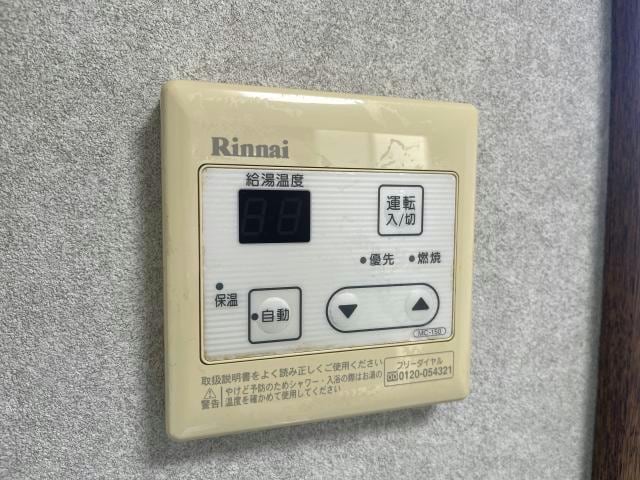 Rinnai
給湯温度
運転
入/切
優先
燃焼
保温
自動
▼ ▲
MC-150
取扱説明書をよく読み正しくご使用ください
警告
やけど予防のためシャワー・入浴の際はお湯の
温度を確かめて使用してください
フリーダイヤル
0120-054321